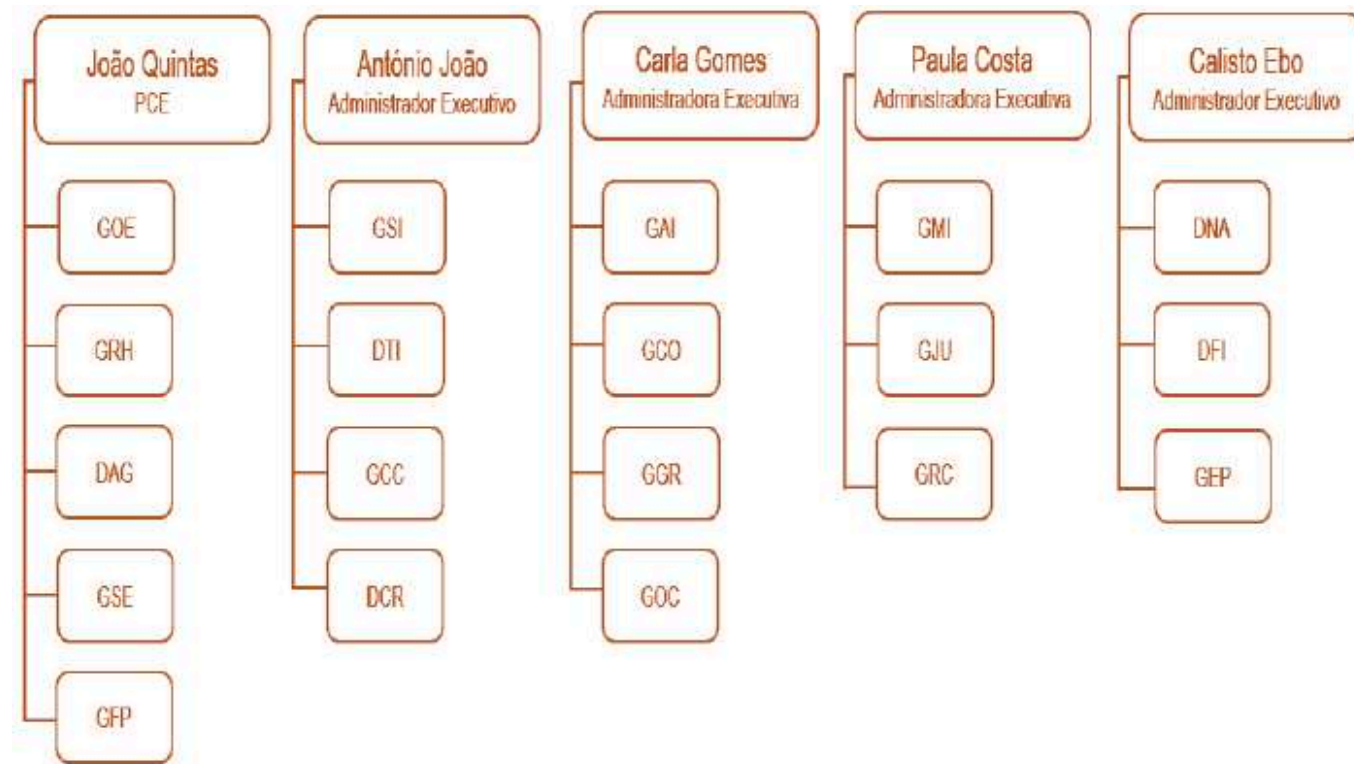 João Quintas
PCE
GOE
GRH
DAG
GSE
GFP
António João
Administrador Executivo
GSI
DTI
GCC
DCR
Carla Gomes
Administradora Executiva
GAI
GCO
GGR
GOC
Paula Costa
Administradora Executiva
GMI
GJU
GRC
Calisto Ebo
Administrador Executivo
DNA
DFI
GEP